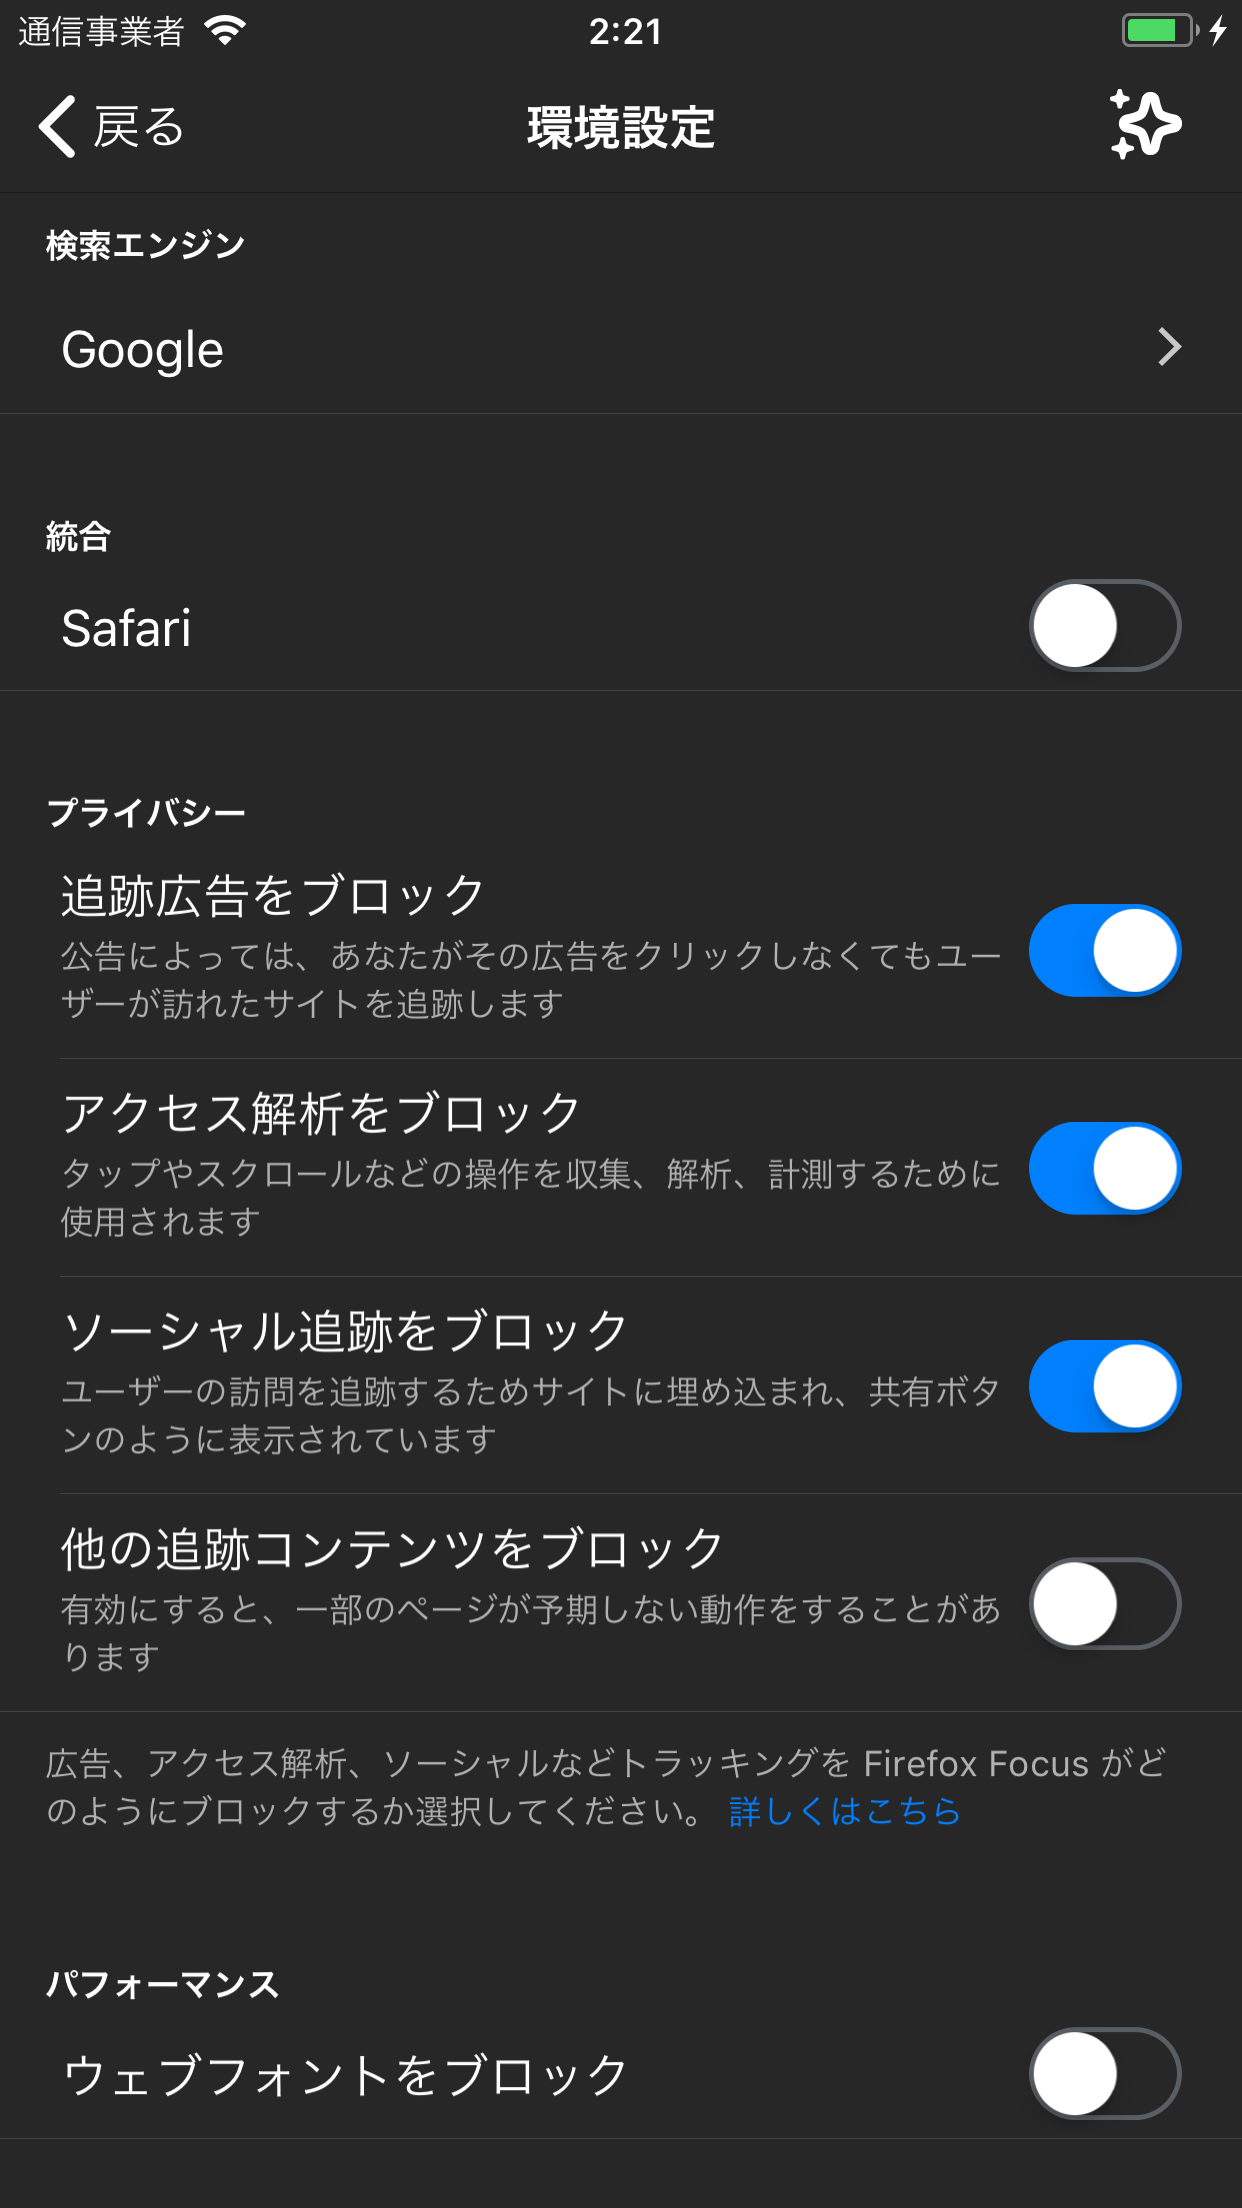 通信事業者 2:21
戻る 環境設定
検索エンジン
Google
統合
Safari
プライバシー
追跡広告をブロック
公告によっては、あなたがその広告をクリックしなくてもユー
ザーが訪れたサイトを追跡します
アクセス解析をブロック
タップやスクロールなどの操作を収集、解析、計測するために
使用されます
ソーシャル追跡をブロック
ユーザーの訪問を追跡するためサイトに埋め込まれ、共有ボタ
ンのように表示されています
他の追跡コンテンツをブロック
有効にすると、一部のページが予期しない動作をすることがあ
ります
広告、アクセス解析、ソーシャルなどトラッキングを Firefox Focus がど
のようにブロックするか選択してください。 詳しくはこちら
パフォーマンス
ウェブフォントをブロック